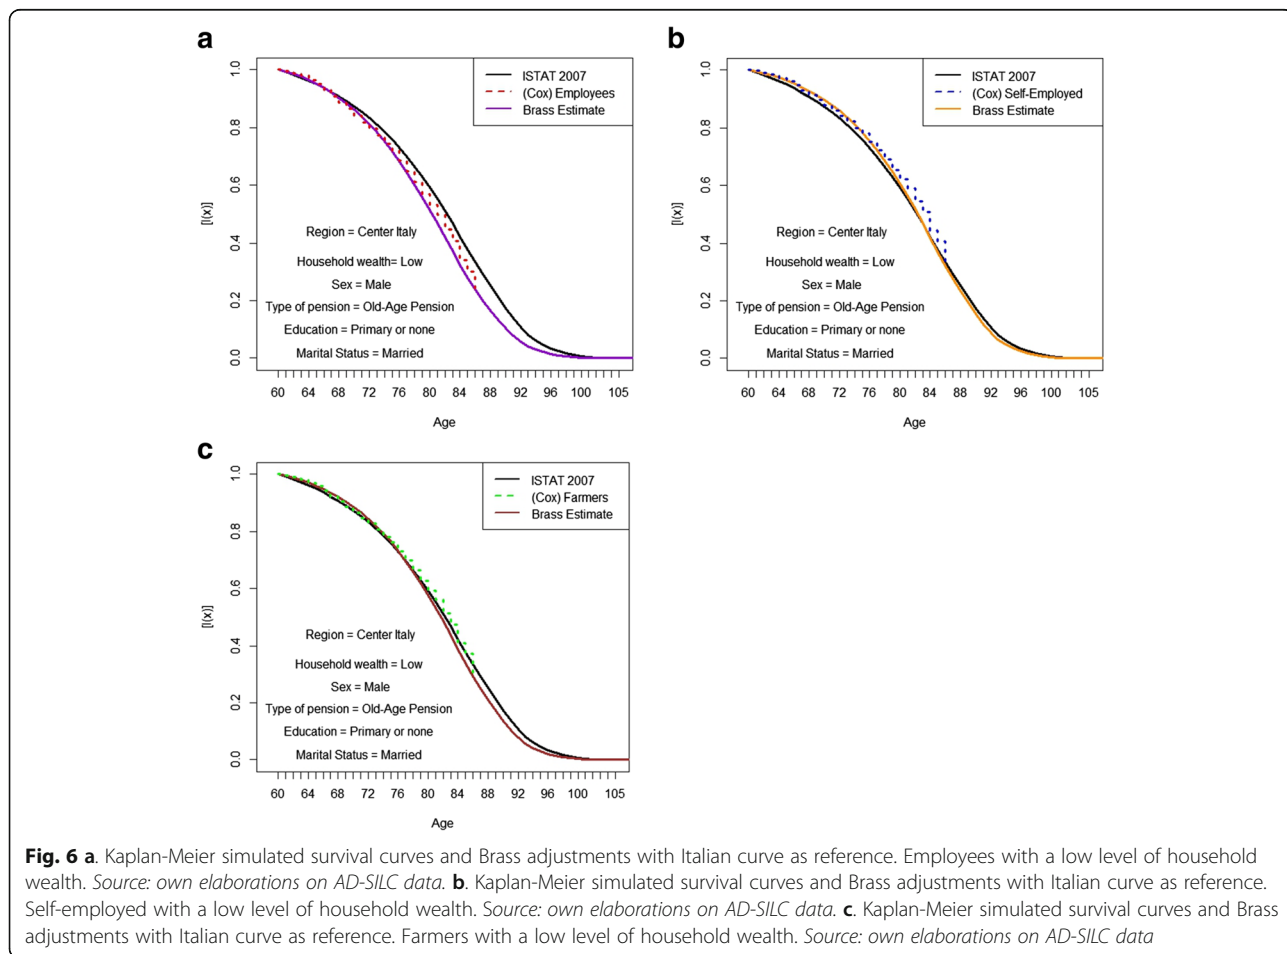 a
1.0
0.8
0.6
0.4
0.2
0.0
[l(x)]
ISTAT 2007
(Cox) Employees
Brass Estimate
Region = Center Italy
Household wealth= Low
Sex = Male
Type of pension = Old-Age Pension
Education = Primary or none
Marital Status = Married
60 64 68 72 76 80 84 88 92 96 100 105
Age
b
1.0
0.8
0.6
0.4
0.2
0.0
[l(x)]
ISTAT 2007
(Cox) Self-Employed
Brass Estimate
Region = Center Italy
Household wealth = Low
Sex = Male
Type of pension = Old-Age Pension
Education = Primary or none
Marital Status = Married
60 64 68 72 76 80 84 88 92 96 100 105
Age
c
1.0
0.8
0.6
0.4
0.2
0.0
[l(x)]
ISTAT 2007
(Cox) Farmers
Brass Estimate
Region = Center Italy
Household wealth = Low
Sex = Male
Type of pension = Old-Age Pension
Education = Primary or none
Marital Status = Married
60 64 68 72 76 80 84 88 92 96 100 105
Age
Fig. 6 a. Kaplan-Meier simulated survival curves and Brass adjustments with Italian curve as reference. Employees with a low level of household
wealth. Source: own elaborations on AD-SILC data. b. Kaplan-Meier simulated survival curves and Brass adjustments with Italian curve as reference.
Self-employed with a low level of household wealth. Source: own elaborations on AD-SILC data. c. Kaplan-Meier simulated survival curves and Brass
adjustments with Italian curve as reference. Farmers with a low level of household wealth. Source: own elaborations on AD-SILC data